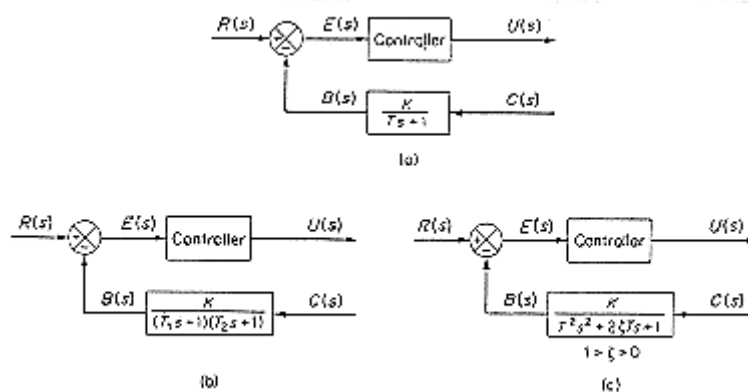 R(s) E(s) Controller U(s)
B(s) K / (Ts + 1) C(s)
(a)
R(s) E(s) Controller U(s)
B(s) K / ((T₁s + 1)(T₂s + 1)) C(s)
(b)
R(s) E(s) Controller U(s)
B(s) K / (T²s² + 2ζTs + 1) C(s)
1 > ζ > 0
(c)